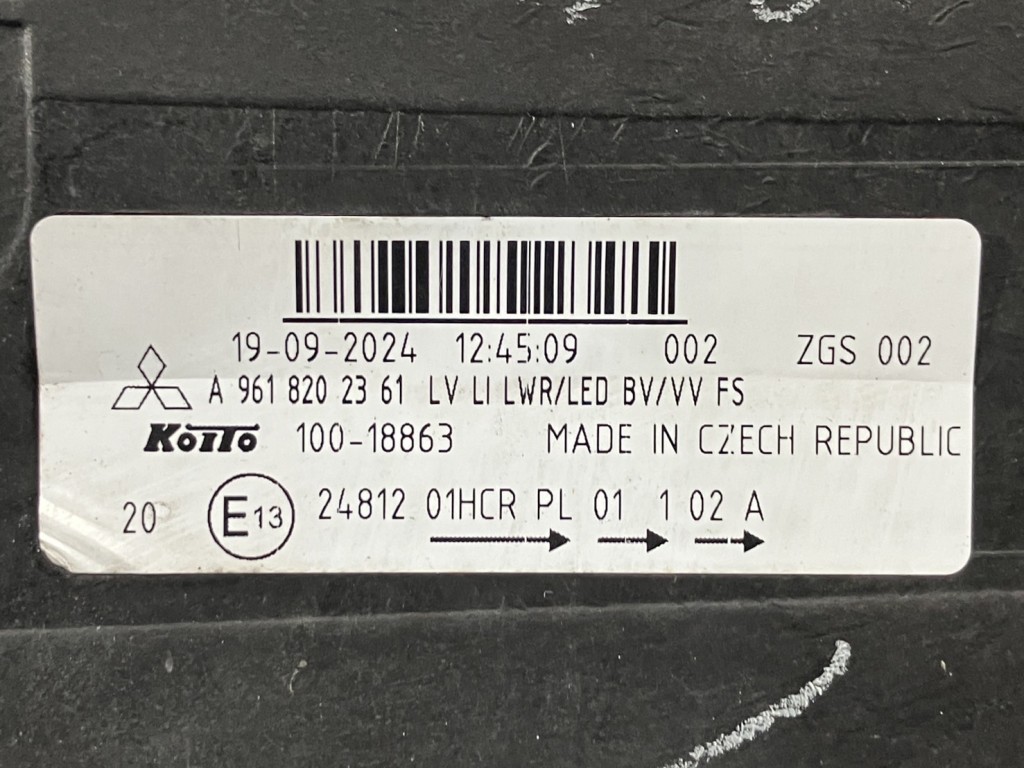 19-09-2024 12:45:09 002 ZGS 002
A 961 820 23 61 LV LI LWR/LED BV/VV FS
KOITO 100-18863 MADE IN CZECH REPUBLIC
20 E13 24812 01HCR PL 01 1 02 A